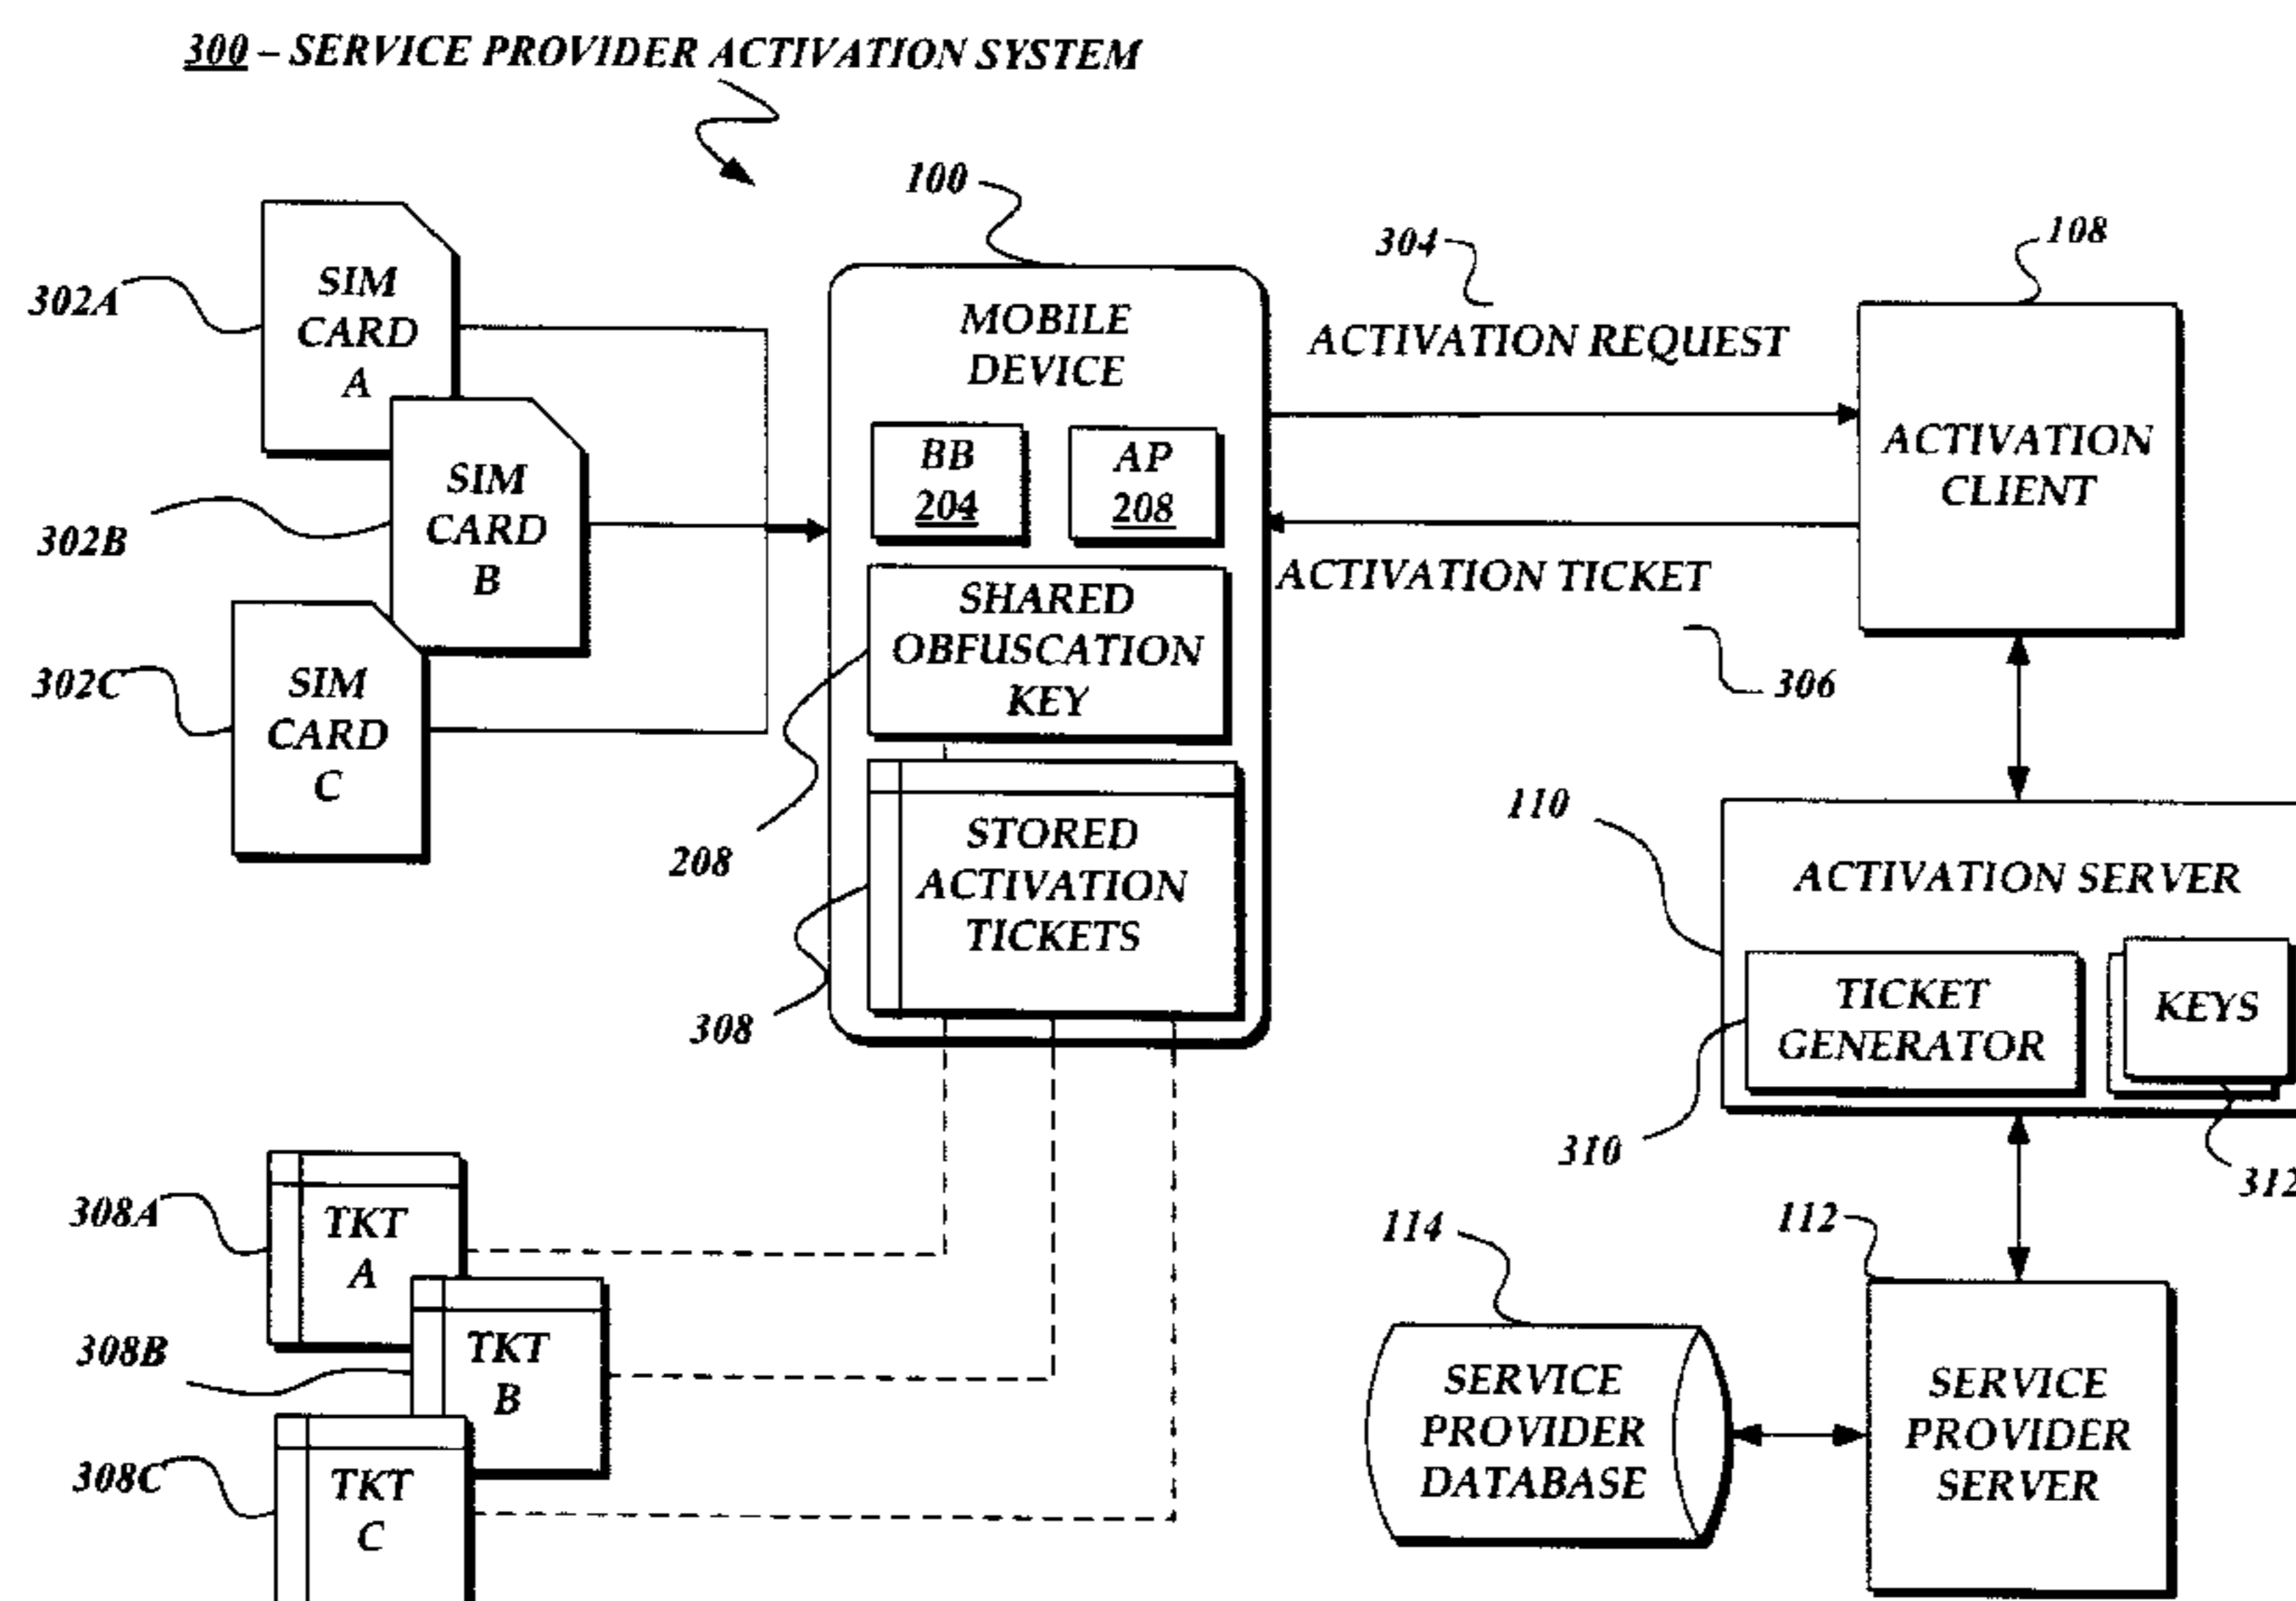 300 – SERVICE PROVIDER ACTIVATION SYSTEM
100
304
108
302A
SIM
CARD
A
MOBILE
DEVICE
ACTIVATION REQUEST
BB
204
AP
208
ACTIVATION
CLIENT
302B
SIM
CARD
B
ACTIVATION TICKET
SHARED
OBFUSCATION
KEY
306
302C
SIM
CARD
C
208
110
STORED
ACTIVATION
TICKETS
ACTIVATION SERVER
308
TICKET
GENERATOR
KEYS
310
312
308A
TKT
A
114
112
308B
TKT
B
SERVICE
PROVIDER
DATABASE
SERVICE
PROVIDER
SERVER
308C
TKT
C